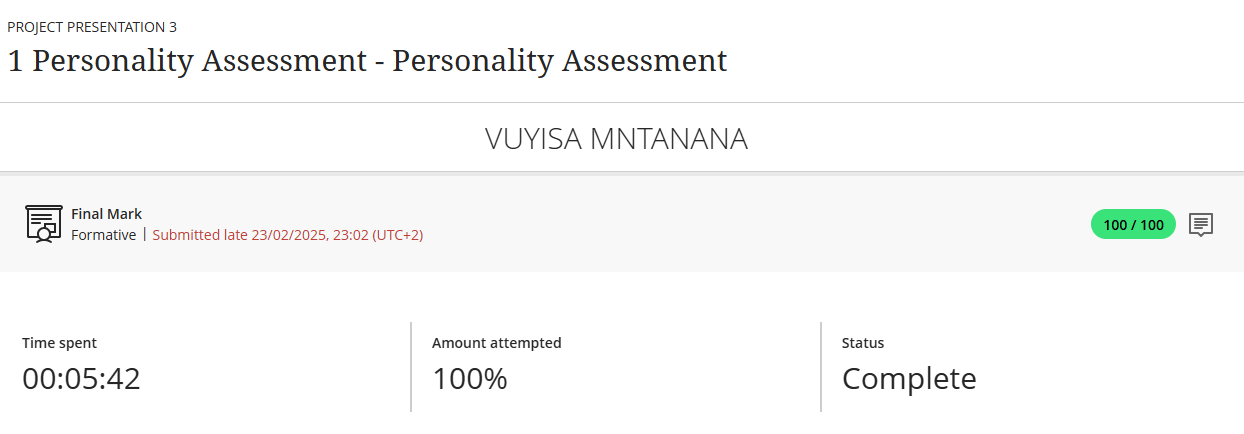 PROJECT PRESENTATION 3
1 Personality Assessment - Personality Assessment
VUYISA MNTANANA
Final Mark
Formative | Submitted late 23/02/2025, 23:02 (UTC+2)
100 / 100
Time spent
00:05:42
Amount attempted
100%
Status
Complete